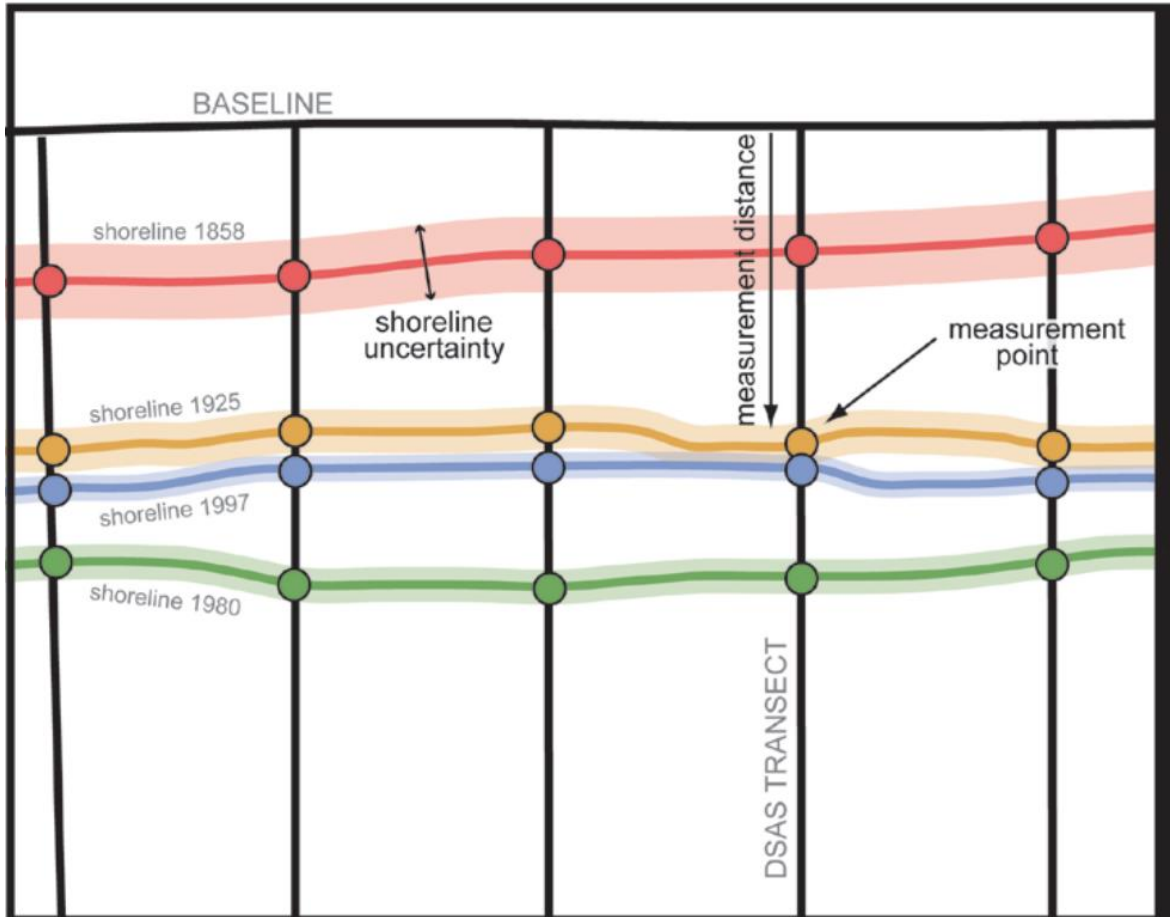 BASELINE
shoreline 1858
measurement distance
shoreline
uncertainty
measurement
point
shoreline 1925
shoreline 1997
shoreline 1980
DSAS TRANSECT